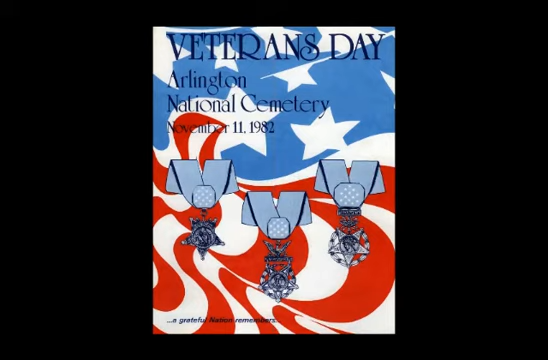 VETERANS DAY
Arlington
National Cemetery
November 11, 1982
...a grateful Nation remembers...